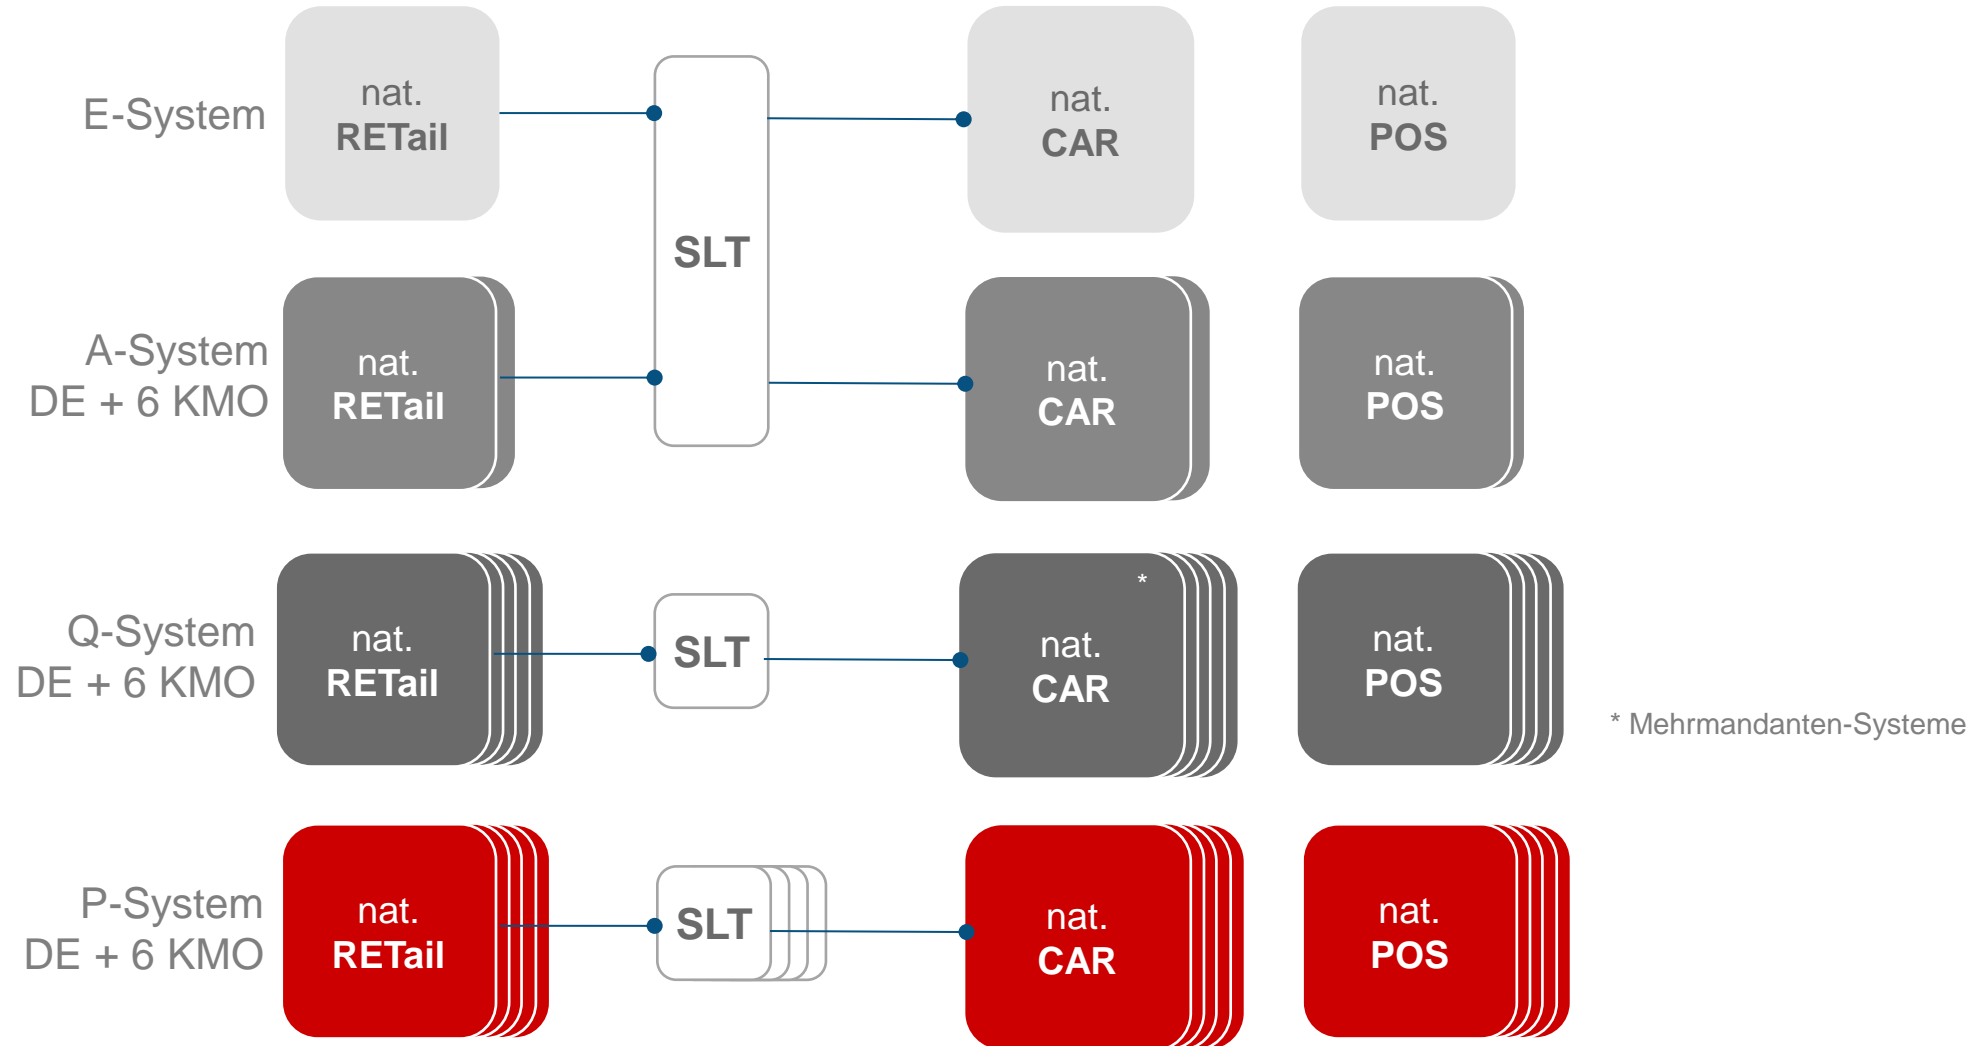 E-System
nat.
RETail
SLT
nat.
CAR
nat.
POS
A-System
DE + 6 KMO
nat.
RETail
nat.
CAR
nat.
POS
Q-System
DE + 6 KMO
nat.
RETail
SLT
*
nat.
CAR
nat.
POS
* Mehrmandanten-Systeme
P-System
DE + 6 KMO
nat.
RETail
SLT
nat.
CAR
nat.
POS